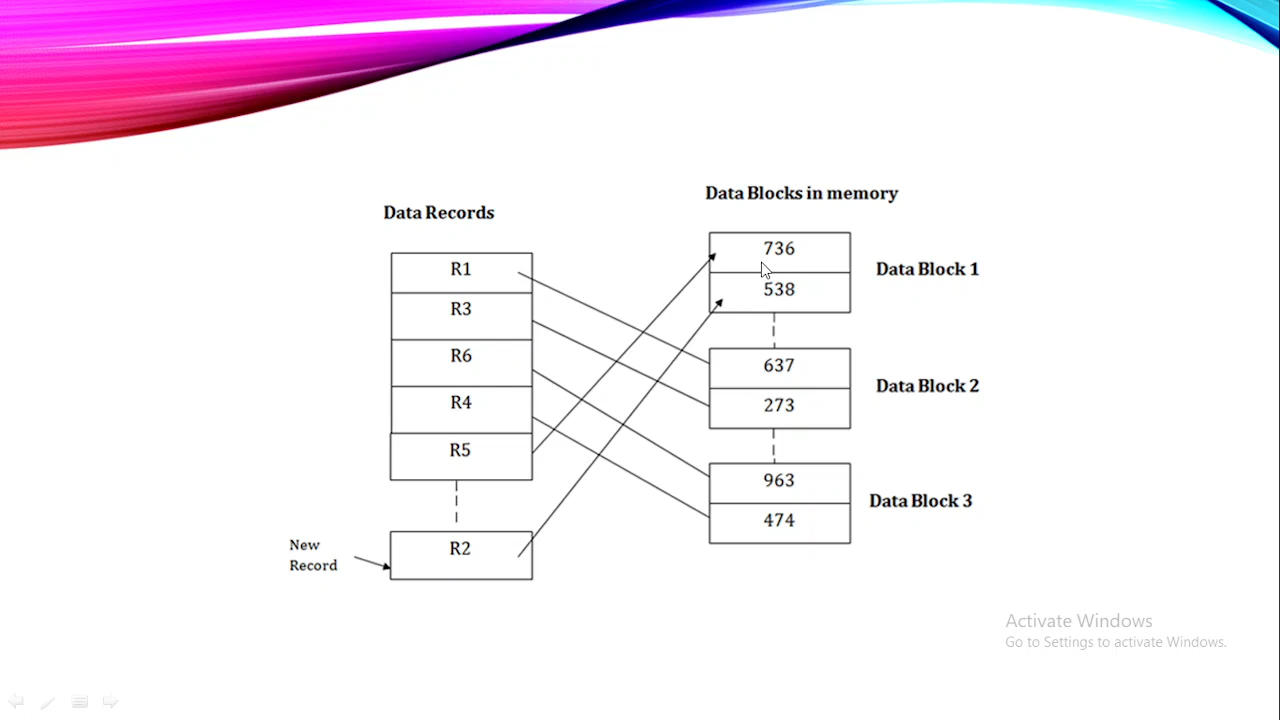 Data Records
Data Blocks in memory
R1
R3
R6
R4
R5
R2
New
Record
736
538
Data Block 1
637
273
Data Block 2
963
474
Data Block 3
Activate Windows
Go to Settings to activate Windows.